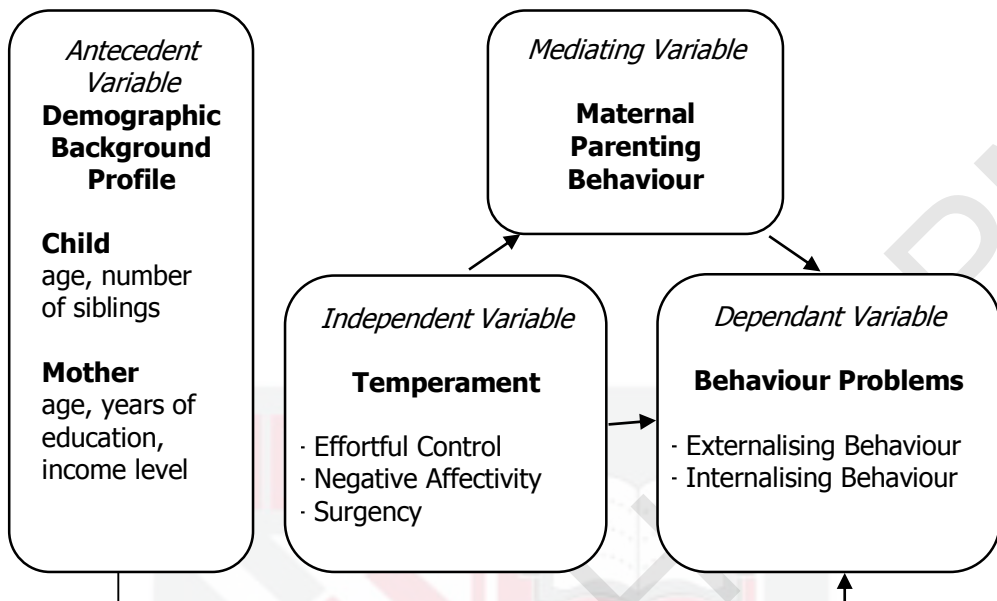 Antecedent
Variable
Demographic
Background
Profile
Child
age, number
of siblings
Mother
age, years of
education,
income level
Mediating Variable
Maternal
Parenting
Behaviour
Independent Variable
Temperament
- Effortful Control
- Negative Affectivity
- Surgency
Dependant Variable
Behaviour Problems
- Externalising Behaviour
- Internalising Behaviour